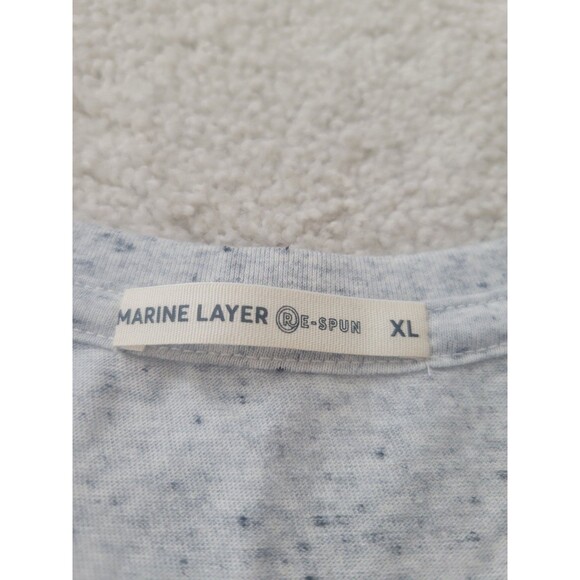 MARINE LAYER RE-SPUN XL